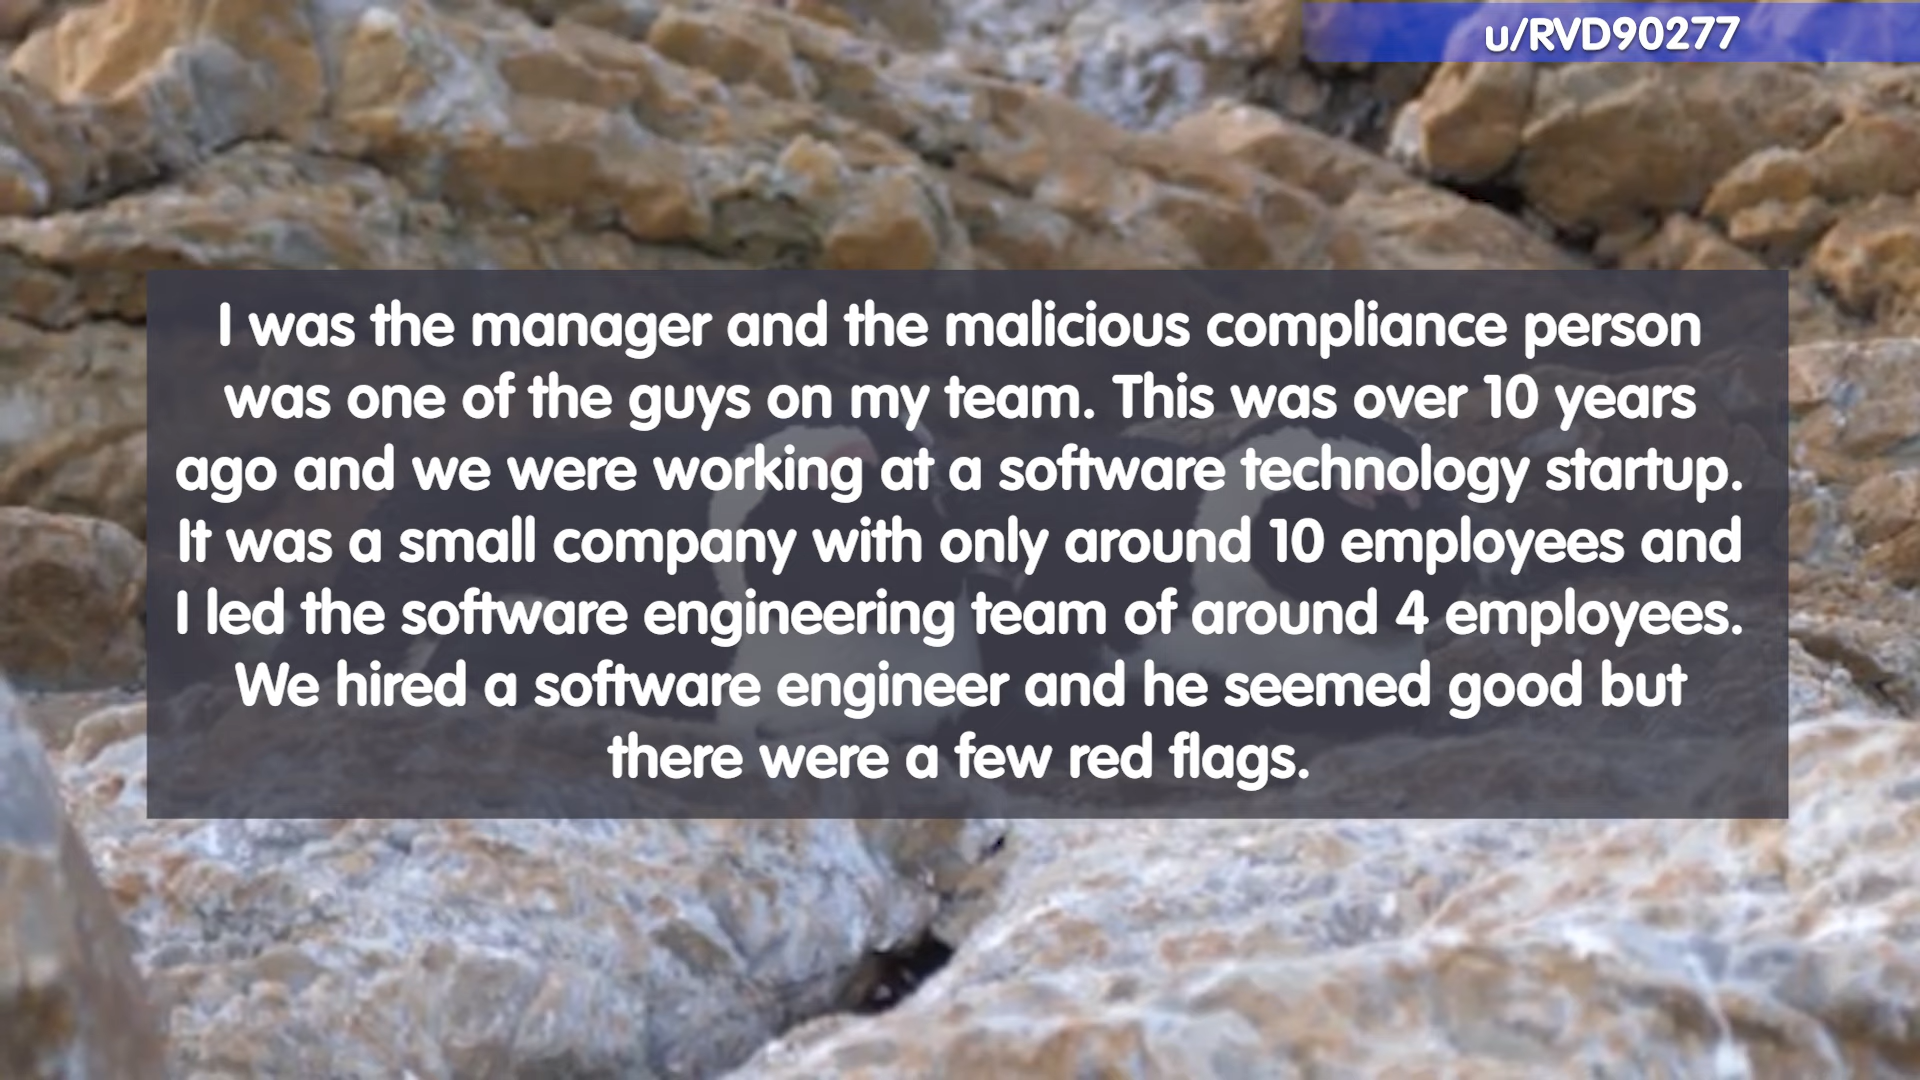 u/RVD90277
I was the manager and the malicious compliance person
was one of the guys on my team. This was over 10 years
ago and we were working at a software technology startup.
It was a small company with only around 10 employees and
I led the software engineering team of around 4 employees.
We hired a software engineer and he seemed good but
there were a few red flags.